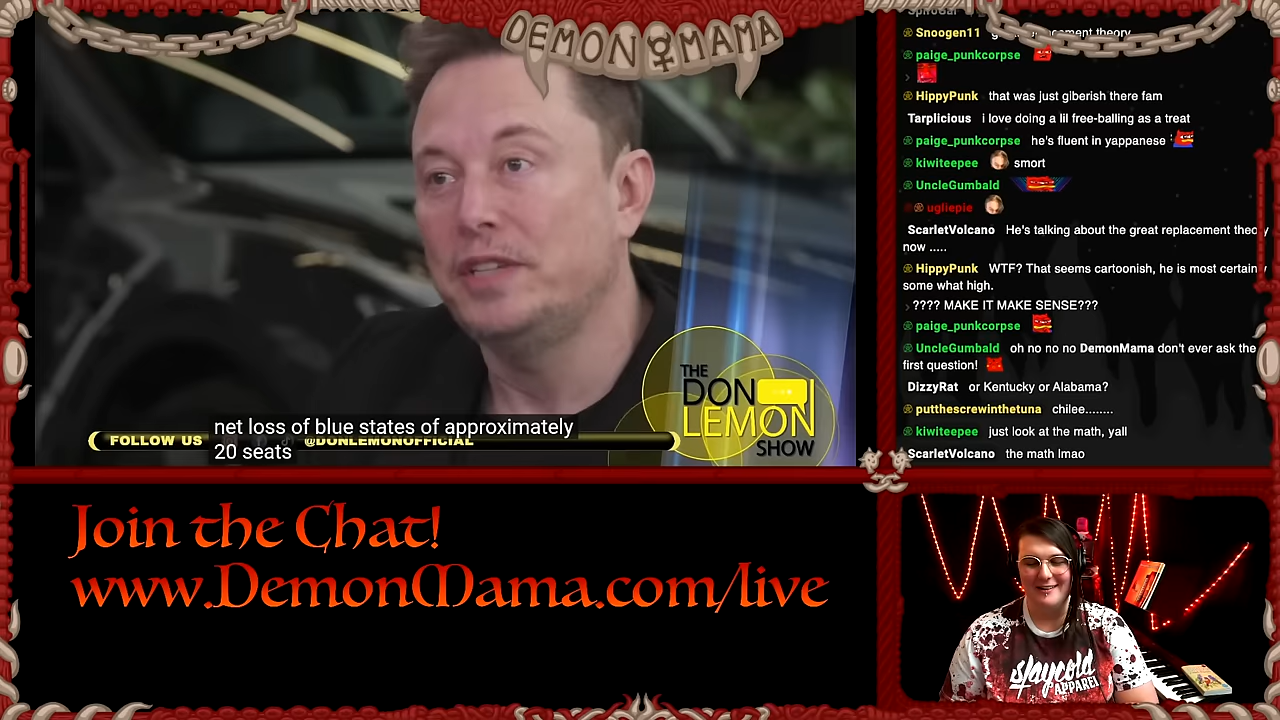 DEMON MAMA
Snoogen11
theory
paige_punkcorpse
HippyPunk that was just giberish there fam
Tarplicious i love doing a lil free-balling as a treat
paige_punkcorpse he's fluent in yappanese
kiwiteepee smort
UncleGumbald
ugliepie
ScarletVolcano He's talking about the great replacement theory
now .....
HippyPunk WTF? That seems cartoonish, he is most certainly
some what high.
???? MAKE IT MAKE SENSE???
paige_punkcorpse
UncleGumbald oh no no no DemonMama don't ever ask the
first question!
DizzyRat or Kentucky or Alabama?
putthescrewinthetuna chilee........
kiwiteepee just look at the math, yall
ScarletVolcano the math lmao
THE
DON
LEMON
SHOW
net loss of blue states of approximately
FOLLOW US @DONLEMONOFFICIAL
20 seats
Join the Chat!
www.DemonMama.com/live
slaycold
APPAREL